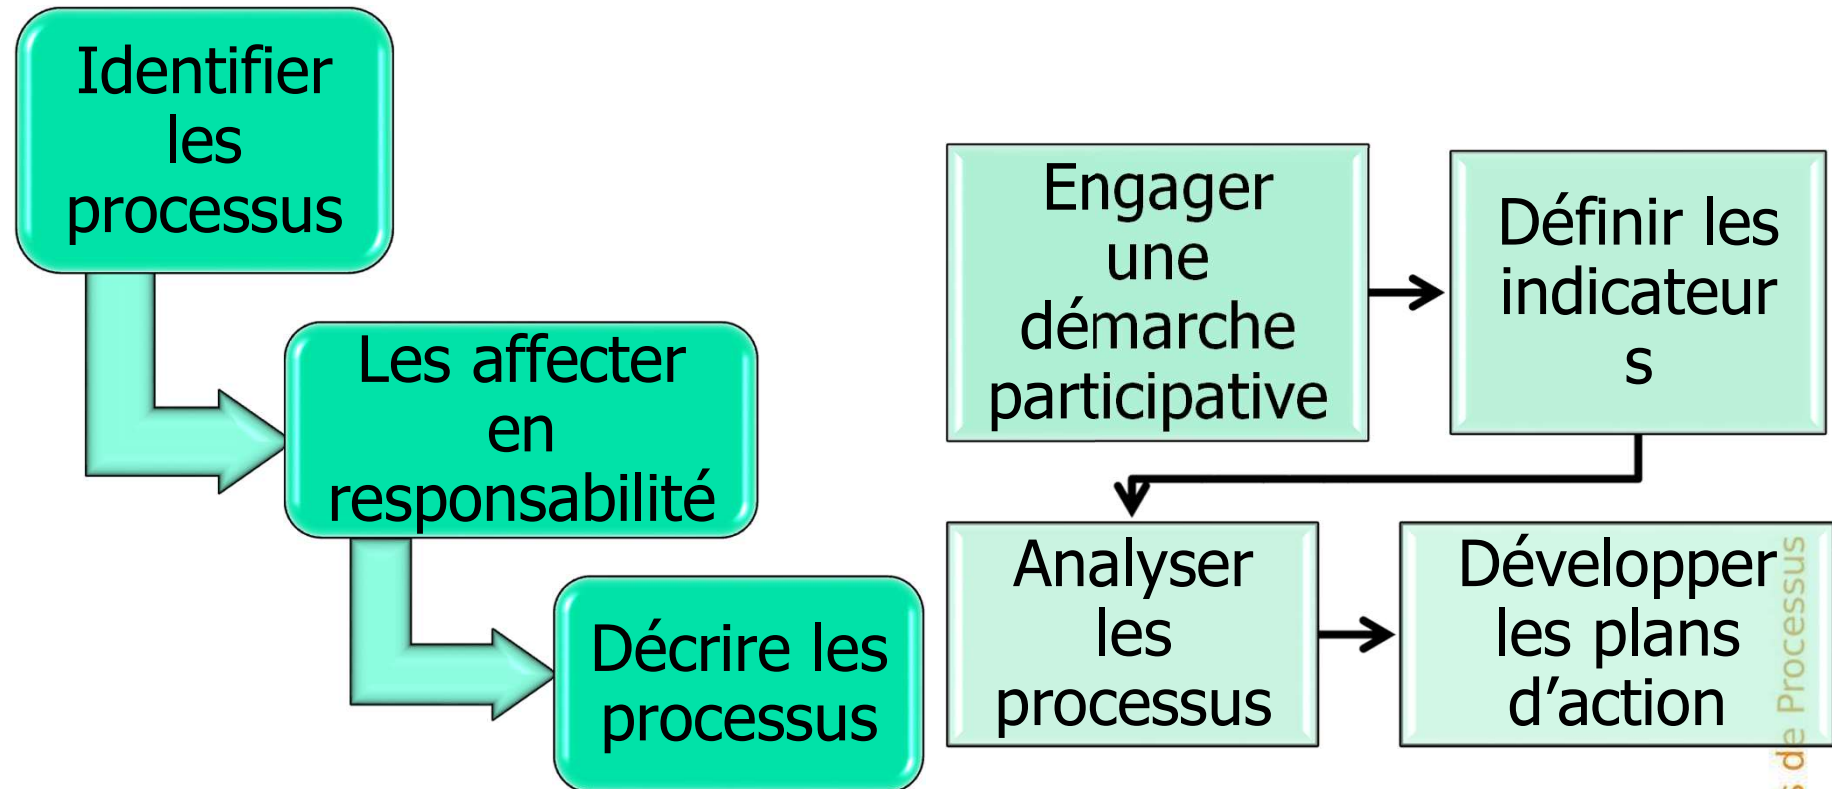 Identifier
les
processus
Les affecter
en
responsabilité
Décrire les
processus
Engager
une
démarche
participative
Définir les
indicateur
s
Analyser
les
processus
Développer
les plans
d’action
de Processus